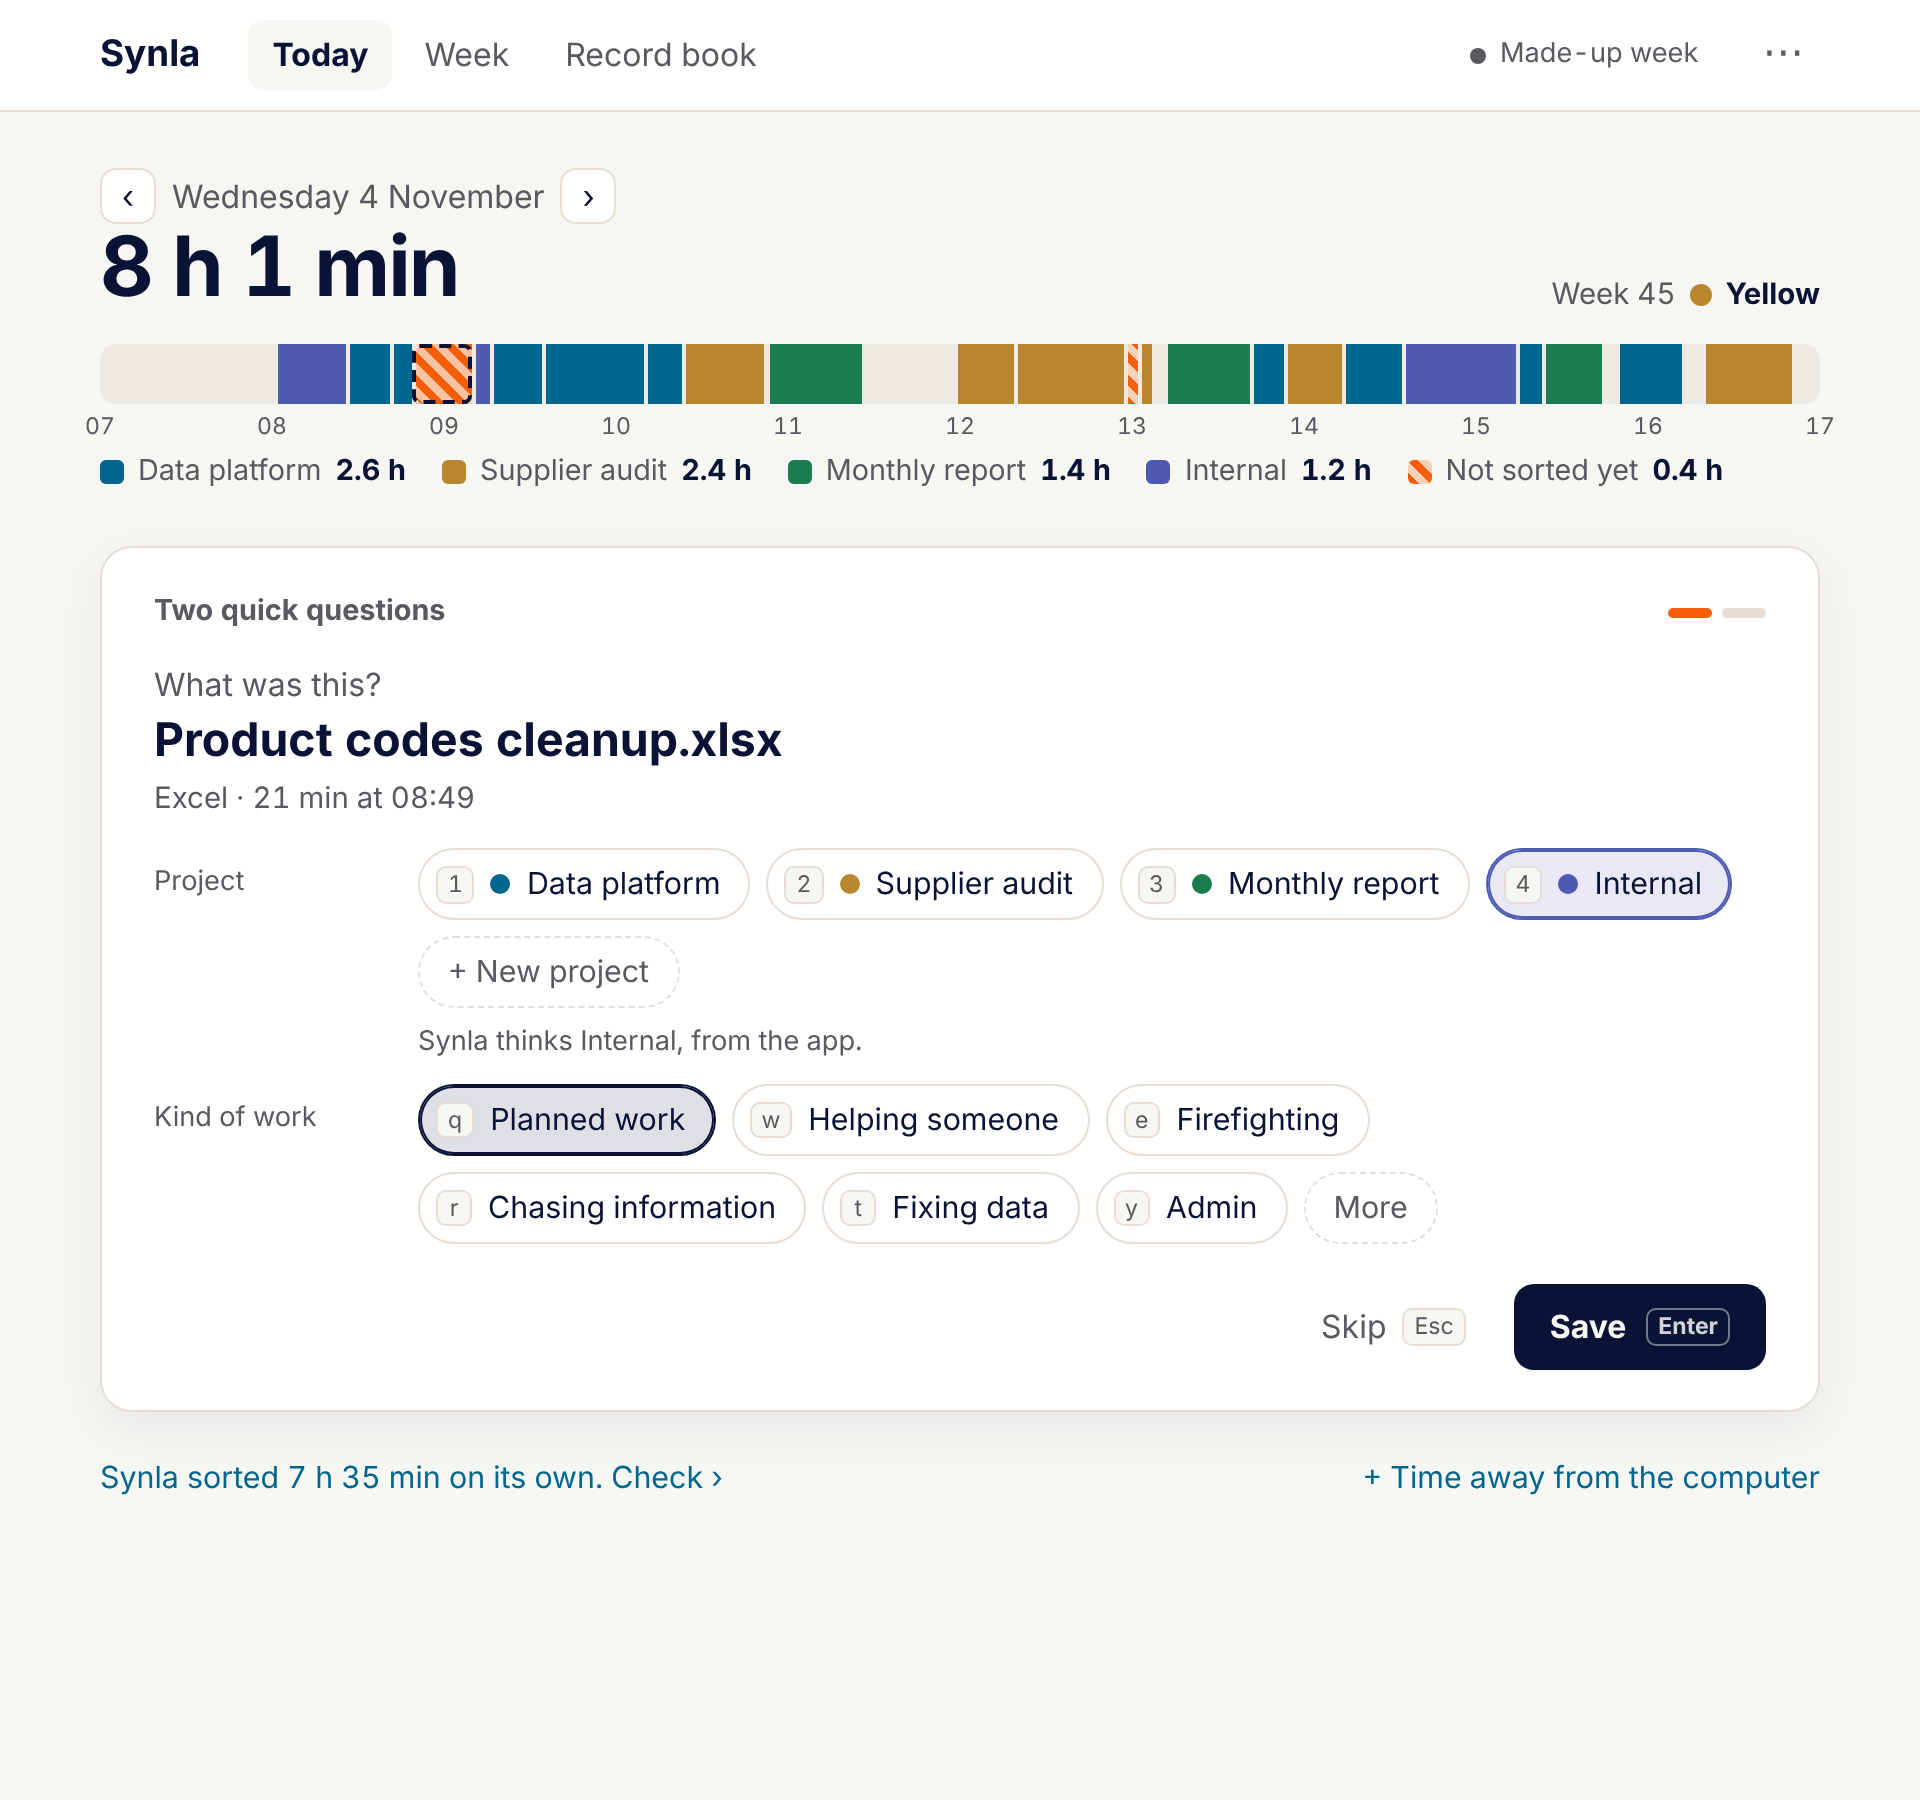 Synla Today Week Record book Made-up week ...
‹ Wednesday 4 November ›
8 h 1 min
Week 45 Yellow
07 08 09 10 11 12 13 14 15 16 17
Data platform 2.6 h Supplier audit 2.4 h Monthly report 1.4 h Internal 1.2 h Not sorted yet 0.4 h
Two quick questions
What was this?
Product codes cleanup.xlsx
Excel · 21 min at 08:49
Project 1 Data platform 2 Supplier audit 3 Monthly report 4 Internal
+ New project
Synla thinks Internal, from the app.
Kind of work q Planned work w Helping someone e Firefighting
r Chasing information t Fixing data y Admin More
Skip Esc Save Enter
Synla sorted 7 h 35 min on its own. Check › + Time away from the computer